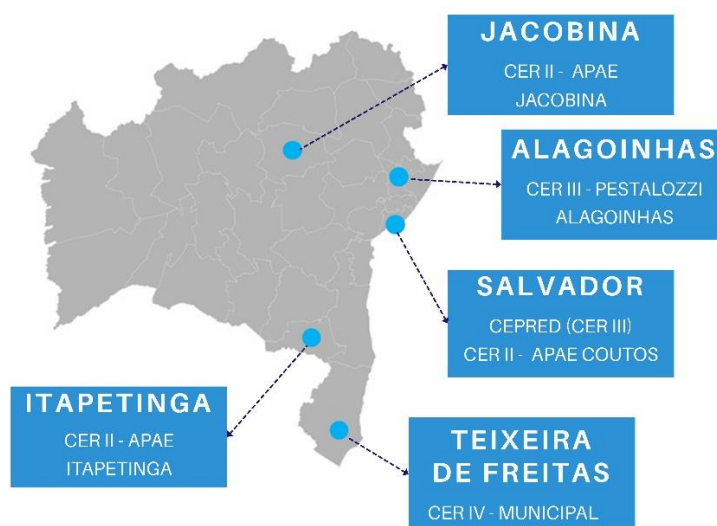 JACOBINA
CER II - APAE
JACOBINA
ALAGOINHAS
CER III - PESTALOZZI
ALAGOINHAS
SALVADOR
CEPRED (CER III)
CER II - APAE COUTOS
ITAPETINGA
CER II - APAE
ITAPETINGA
TEIXEIRA
DE FREITAS
CER IV - MUNICIPAL